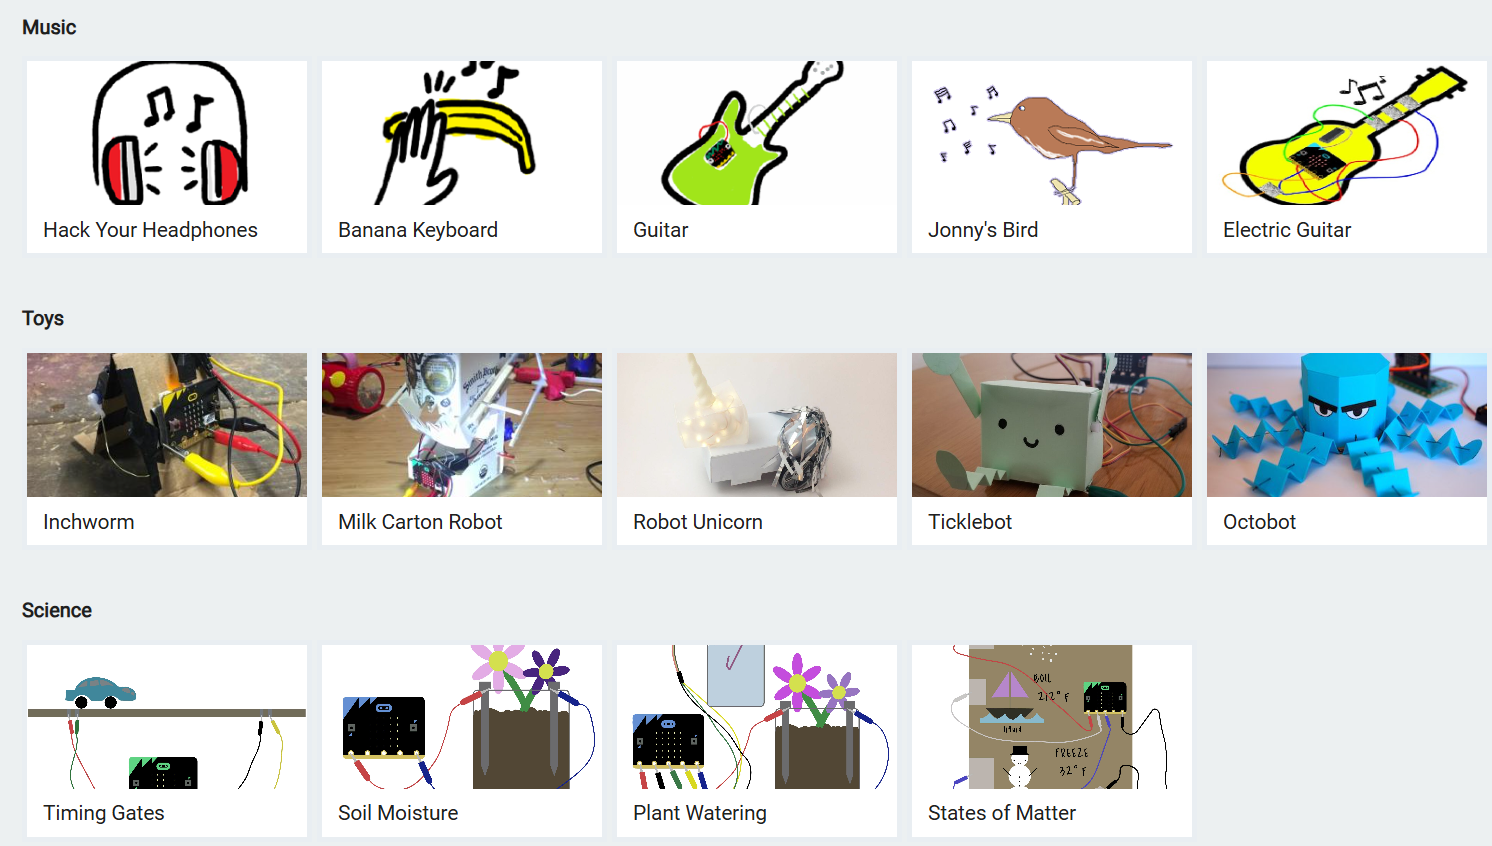 Music
Hack Your Headphones
Banana Keyboard
Guitar
Jonny's Bird
Electric Guitar
Toys
Inchworm
Milk Carton Robot
Robot Unicorn
Ticklebot
Octobot
Science
BOIL
212° F
liquid
FREEZE
32° F
Timing Gates
Soil Moisture
Plant Watering
States of Matter